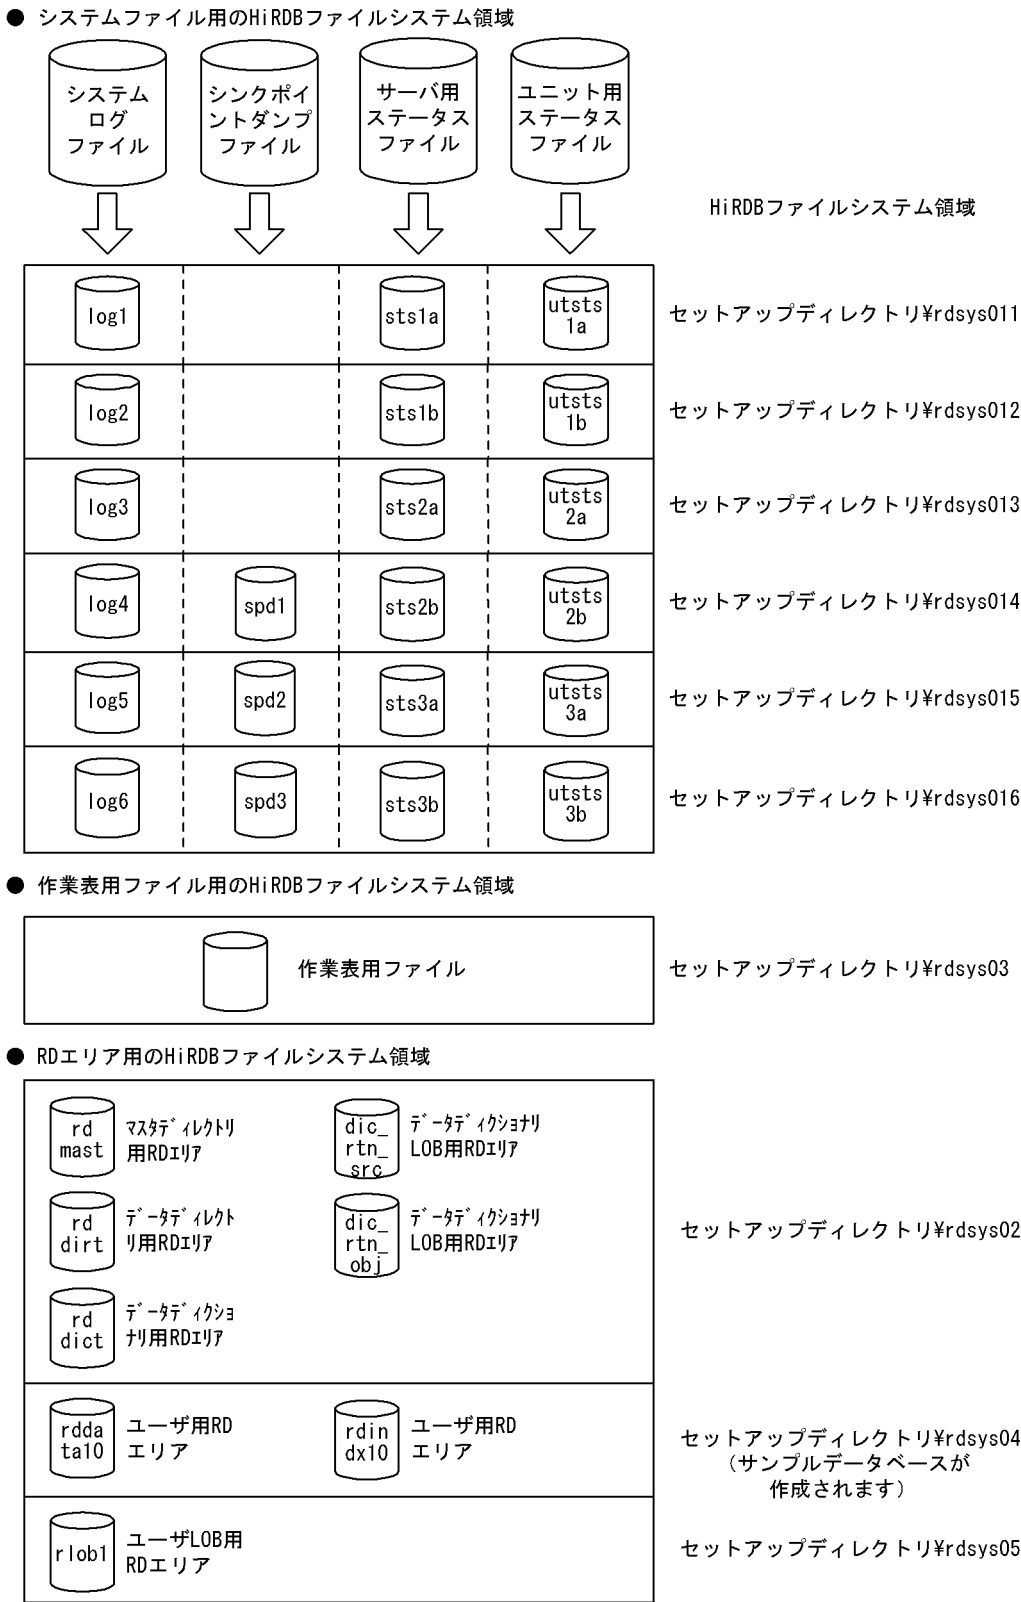 ● システムファイル用のHiRDBファイルシステム領域
システム
ログ
ファイル
シンクポイ
ントダンプ
ファイル
サーバ用
ステータス
ファイル
ユニット用
ステータス
ファイル
HiRDBファイルシステム領域
log1
sts1a
utsts
1a
セットアップディレクトリ¥rdsys011
log2
sts1b
utsts
1b
セットアップディレクトリ¥rdsys012
log3
sts2a
utsts
2a
セットアップディレクトリ¥rdsys013
log4
spd1
sts2b
utsts
2b
セットアップディレクトリ¥rdsys014
log5
spd2
sts3a
utsts
3a
セットアップディレクトリ¥rdsys015
log6
spd3
sts3b
utsts
3b
セットアップディレクトリ¥rdsys016
● 作業表用ファイル用のHiRDBファイルシステム領域
作業表用ファイル
セットアップディレクトリ¥rdsys03
● RDエリア用のHiRDBファイルシステム領域
rd
mast
ﾏｽﾀﾃﾞｨﾚｸﾄﾘ
用RDｴﾘｱ
dic_
rtn_
src
ﾃﾞｰﾀﾃﾞｨｸｼｮﾅﾘ
LOB用RDｴﾘｱ
rd
dirt
ﾃﾞｰﾀﾃﾞｨﾚｸﾄ
ﾘ用RDｴﾘｱ
dic_
rtn_
obj
ﾃﾞｰﾀﾃﾞｨｸｼｮﾅﾘ
LOB用RDｴﾘｱ
セットアップディレクトリ¥rdsys02
rd
dict
ﾃﾞｰﾀﾃﾞｨｸｼｮ
ﾅﾘ用RDｴﾘｱ
rdda
ta10
ユーザ用RD
エリア
rdin
dx10
ユーザ用RD
エリア
セットアップディレクトリ¥rdsys04
（サンプルデータベースが
作成されます）
rlob1
ユーザLOB用
RDエリア
セットアップディレクトリ¥rdsys05